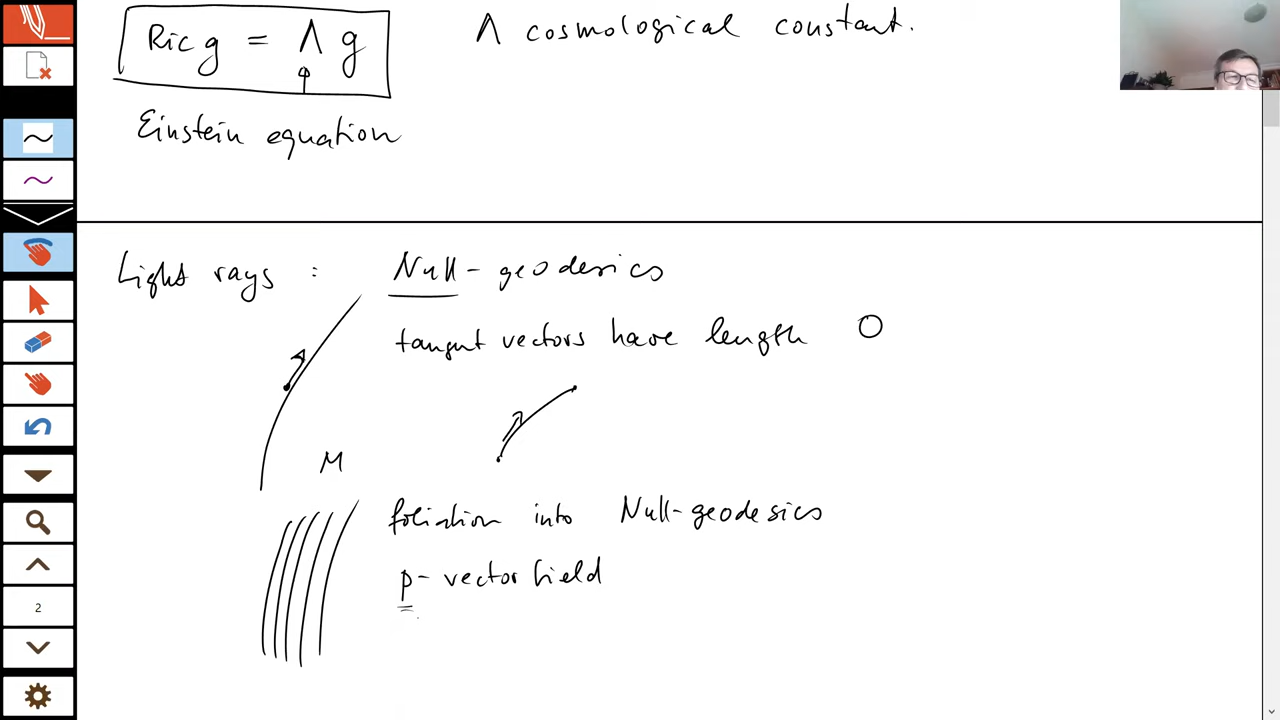 Ric g = Λ g
Λ cosmological constant.
Einstein equation
Light rays : Null-geodesics
tangent vectors have length 0
M
foliation into Null-geodesics
p- vector field
2